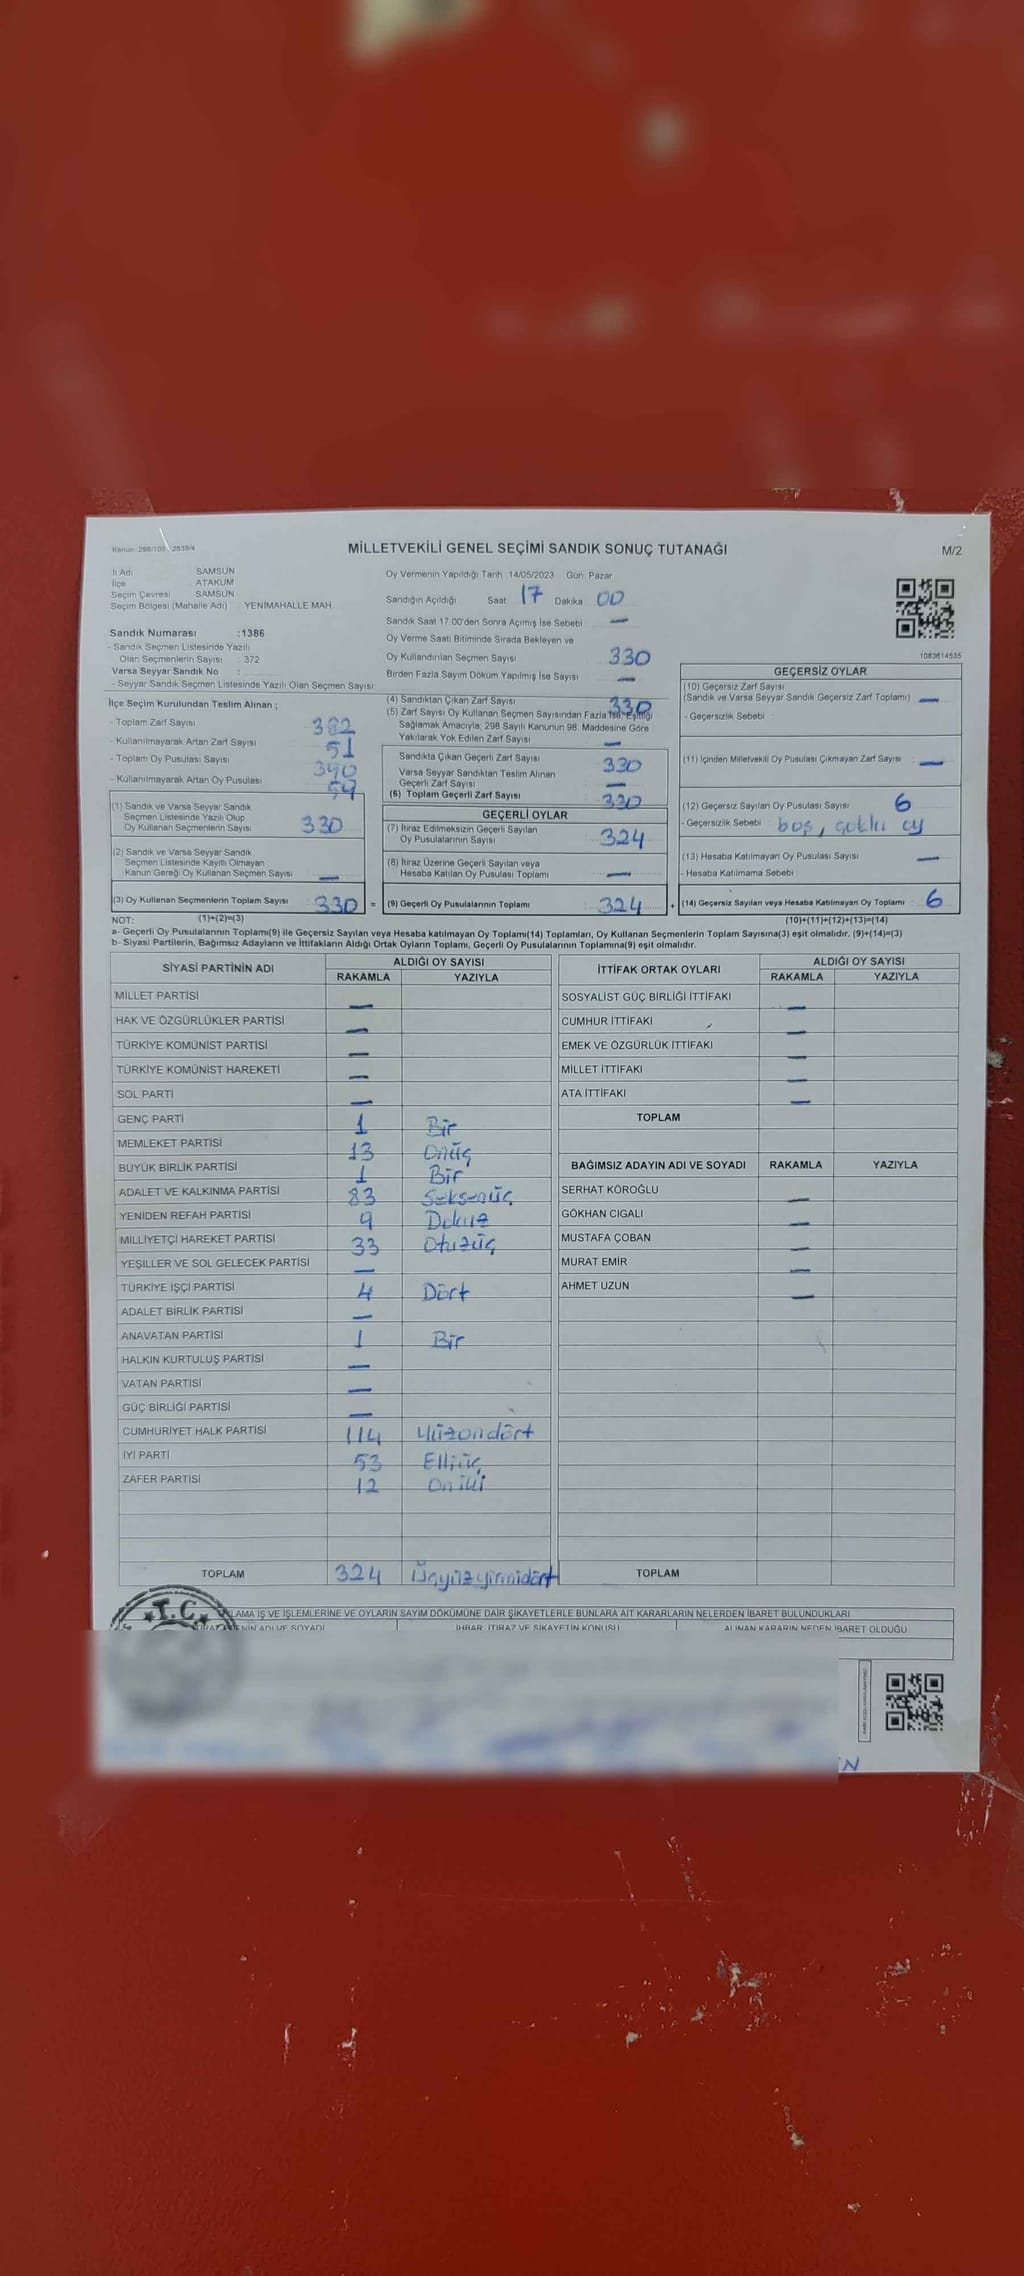 Kanun: 298/105 2839/4
MİLLETVEKİLİ GENEL SEÇİMİ SANDIK SONUÇ TUTANAĞI
M/2
İl Adı SAMSUN
İlçe ATAKUM
Seçim Çevresi SAMSUN
Seçim Bölgesi (Mahalle Adı) YENİMAHALLE MAH.
Sandık Numarası :1386
- Sandık Seçmen Listesinde Yazılı
Olan Seçmenlerin Sayısı : 372
Varsa Seyyar Sandık No :
- Seyyar Sandık Seçmen Listesinde Yazılı Olan Seçmen Sayısı:
İlçe Seçim Kurulundan Teslim Alınan ;
- Toplam Zarf Sayısı 382
- Kullanılmayarak Artan Zarf Sayısı 51
- Toplam Oy Pusulası Sayısı 390
- Kullanılmayarak Artan Oy Pusulası 59
(1) Sandık ve Varsa Seyyar Sandık
Seçmen Listesinde Yazılı Olup
Oy Kullanan Seçmenlerin Sayısı 330
(2) Sandık ve Varsa Seyyar Sandık
Seçmen Listesinde Kayıtlı Olmayan
Kanun Gereği Oy Kullanan Seçmen Sayısı —
(3) Oy Kullanan Seçmenlerin Toplam Sayısı 330 =
Oy Vermenin Yapıldığı Tarih 14/05/2023 Gün: Pazar
Sandığın Açıldığı Saat 17 Dakika 00
Sandık Saat 17.00'den Sonra Açımış İse Sebebi : —
Oy Verme Saati Bitiminde Sırada Bekleyen ve
Oy Kullandırılan Seçmen Sayısı 330
Birden Fazla Sayım Döküm Yapılmış İse Sayısı —
(4) Sandıktan Çıkan Zarf Sayısı 330
(5) Zarf Sayısı Oy Kullanan Seçmen Sayısından Fazla İse, Eşitliği
Sağlamak Amacıyla, 298 Sayılı Kanunun 98. Maddesine Göre
Yakılarak Yok Edilen Zarf Sayısı —
Sandıkta Çıkan Geçerli Zarf Sayısı 330
Varsa Seyyar Sandıktan Teslim Alınan
Geçerli Zarf Sayısı —
(6) Toplam Geçerli Zarf Sayısı 330
GEÇERLİ OYLAR
(7) İtiraz Edilmeksizin Geçerli Sayılan
Oy Pusulalarının Sayısı 324
(8) İtiraz Üzerine Geçerli Sayılan veya
Hesaba Katılan Oy Pusulası Toplamı —
(9) Geçerli Oy Pusulalarının Toplamı 324 +
1083614535
GEÇERSİZ OYLAR
(10) Geçersiz Zarf Sayısı
(Sandık ve Varsa Seyyar Sandık Geçersiz Zarf Toplamı) —
- Geçersizlik Sebebi :
(11) İçinden Milletvekili Oy Pusulası Çıkmayan Zarf Sayısı —
(12) Geçersiz Sayılan Oy Pusulası Sayısı 6
- Geçersizlik Sebebi : boş, çoklu oy
(13) Hesaba Katılmayan Oy Pusulası Sayısı —
- Hesaba Katılmama Sebebi :
(14) Geçersiz Sayılan veya Hesaba Katılmayan Oy Toplamı 6
NOT: (1)+(2)=(3)
(10)+(11)+(12)+(13)=(14)
a- Geçerli Oy Pusulalarının Toplamı(9) ile Geçersiz Sayılan veya Hesaba katılmayan Oy Toplamı(14) Toplamları, Oy Kullanan Seçmenlerin Toplam Sayısına(3) eşit olmalıdır. (9)+(14)=(3)
b- Siyasi Partilerin, Bağımsız Adayların ve İttifakların Aldığı Ortak Oyların Toplamı, Geçerli Oy Pusulalarının Toplamına(9) eşit olmalıdır.
SİYASİ PARTİNİN ADI
ALDIĞI OY SAYISI
RAKAMLA YAZIYLA
MİLLET PARTİSİ —
HAK VE ÖZGÜRLÜKLER PARTİSİ —
TÜRKİYE KOMÜNİST PARTİSİ —
TÜRKİYE KOMÜNİST HAREKETİ —
SOL PARTİ —
GENÇ PARTİ 1 Bir
MEMLEKET PARTİSİ 13 Onüç
BÜYÜK BİRLİK PARTİSİ 1 Bir
ADALET VE KALKINMA PARTİSİ 83 Seksenüç
YENİDEN REFAH PARTİSİ 9 Dokuz
MİLLİYETÇİ HAREKET PARTİSİ 33 Otuzüç
YEŞİLLER VE SOL GELECEK PARTİSİ —
TÜRKİYE İŞÇİ PARTİSİ 4 Dört
ADALET BİRLİK PARTİSİ —
ANAVATAN PARTİSİ 1 Bir
HALKIN KURTULUŞ PARTİSİ —
VATAN PARTİSİ —
GÜÇ BİRLİĞİ PARTİSİ —
CUMHURİYET HALK PARTİSİ 114 Yüzondört
İYİ PARTİ 53 Elliüç
ZAFER PARTİSİ 12 Oniki
TOPLAM 324 Üçyüzyirmidört
İTTİFAK ORTAK OYLARI
ALDIĞI OY SAYISI
RAKAMLA YAZIYLA
SOSYALİST GÜÇ BİRLİĞİ İTTİFAKI —
CUMHUR İTTİFAKI —
EMEK VE ÖZGÜRLÜK İTTİFAKI —
MİLLET İTTİFAKI —
ATA İTTİFAKI —
TOPLAM
BAĞIMSIZ ADAYIN ADI VE SOYADI RAKAMLA YAZIYLA
SERHAT KÖROĞLU —
GÖKHAN CIGALI —
MUSTAFA ÇOBAN —
MURAT EMİR —
AHMET UZUN —
TOPLAM
T.C.
LAMA İŞ VE İŞLEMLERİNE VE OYLARIN SAYIM DÖKÜMÜNE DAİR ŞİKAYETLERLE BUNLARA AİT KARARLARIN NELERDEN İBARET BULUNDUKLARI
ADI VE SOYADI İHBAR, İTİRAZ VE ŞİKAYETİN KONUSU ALINAN KARARIN NEDEN İBARET OLDUĞU